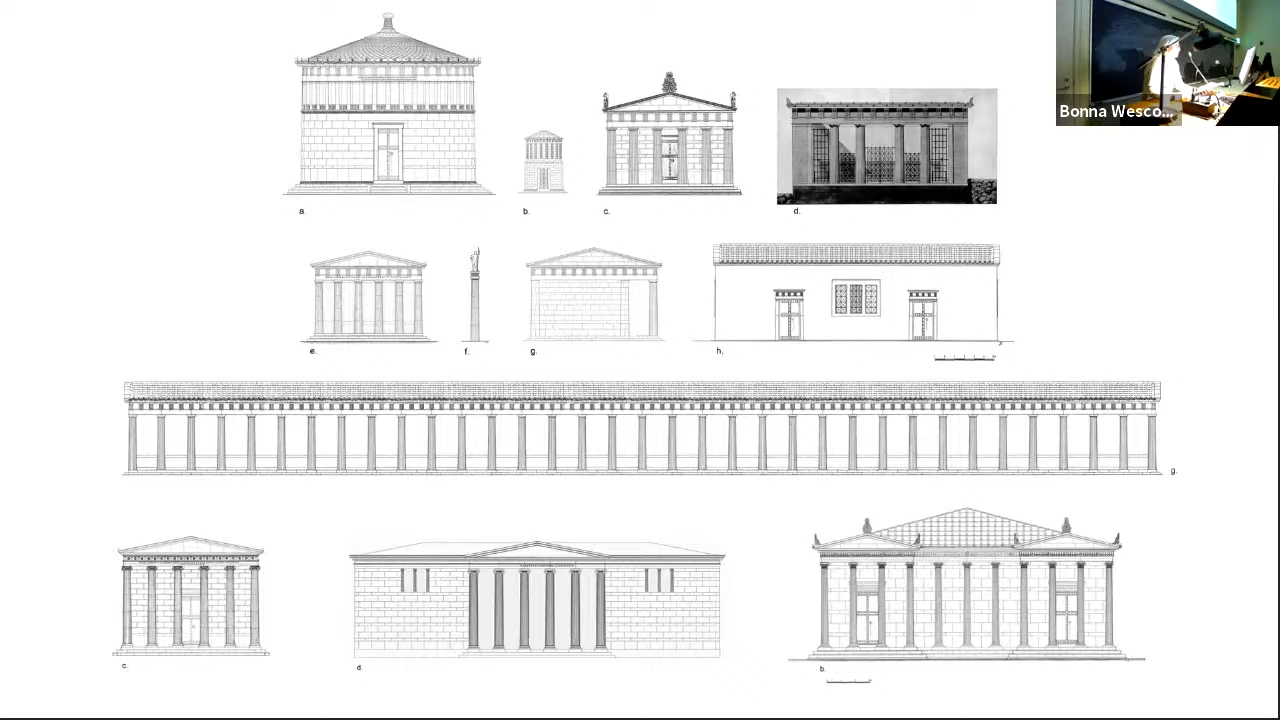 Bonna Wesco...
a.
b.
c.
d.
e.
f.
g.
h.
g.
c.
d.
b.